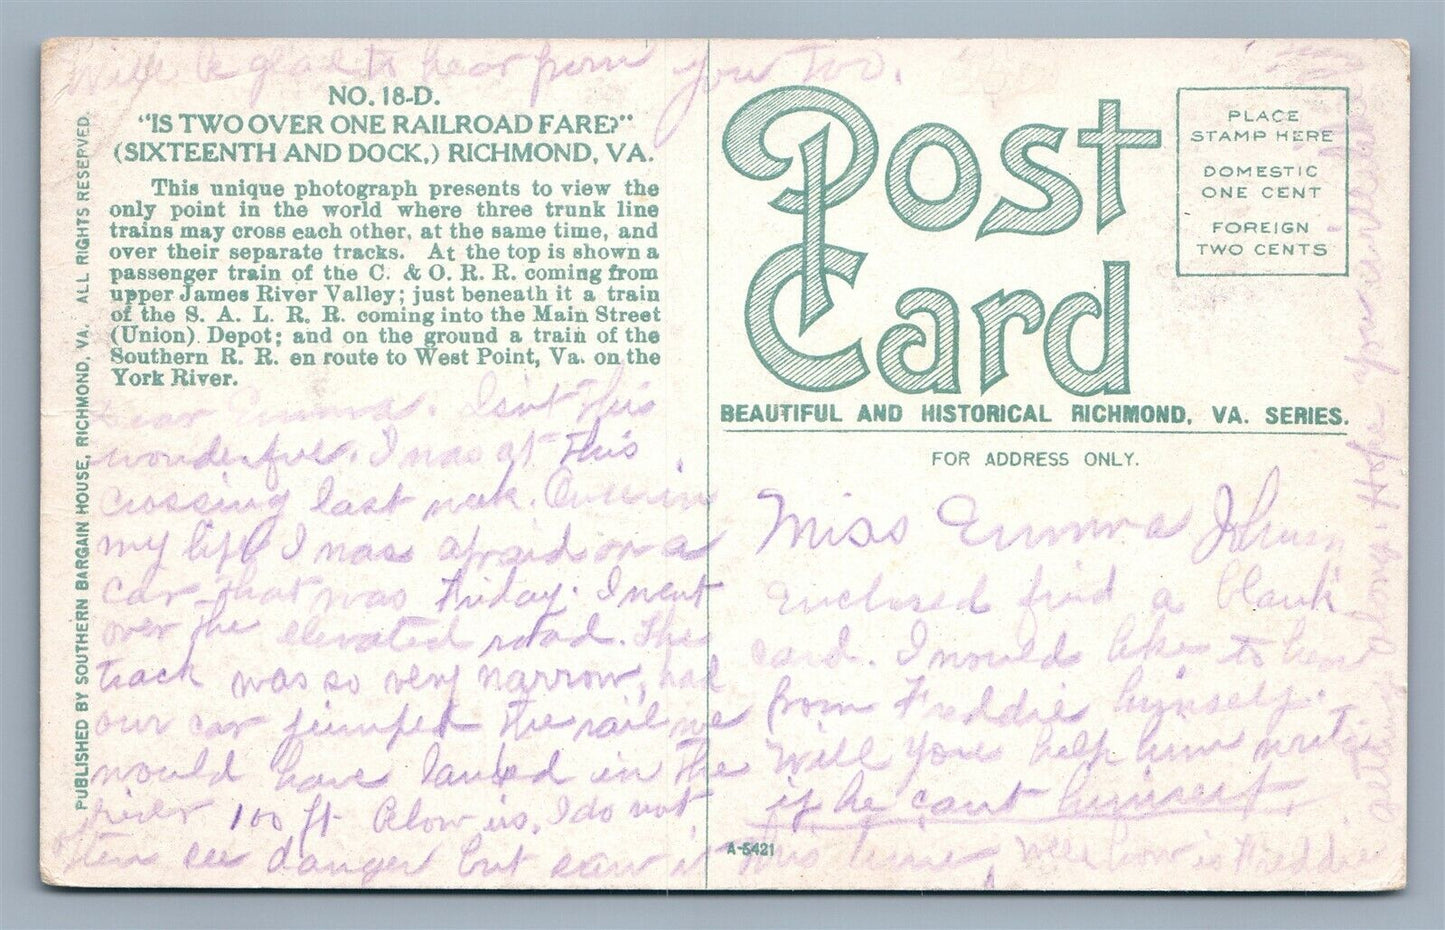 Will be glad to hear from you too.
NO. 18-D.
"IS TWO OVER ONE RAILROAD FARE?"
(SIXTEENTH AND DOCK,) RICHMOND, VA.
This unique photograph presents to view the
only point in the world where three trunk line
trains may cross each other, at the same time, and
over their separate tracks. At the top is shown a
passenger train of the C. & O. R. R. coming from
upper James River Valley; just beneath it a train
of the S. A. L. R. R. coming into the Main Street
(Union) Depot; and on the ground a train of the
Southern R. R. en route to West Point, Va. on the
York River.
PUBLISHED BY SOUTHERN BARGAIN HOUSE, RICHMOND, VA. ALL RIGHTS RESERVED.
Dear Emma. Isn't this
wonderful. I was at this
crossing last week. Once in
my life I was afraid on a
car that was Friday. I went
over the elevated road. The
track was so very narrow, had
our car jumped the rail we
would have landed in the
river 100 ft below us. I do not
often see danger but saw it this time
Post
Card
PLACE
STAMP HERE
DOMESTIC
ONE CENT
FOREIGN
TWO CENTS
BEAUTIFUL AND HISTORICAL RICHMOND, VA. SERIES.
FOR ADDRESS ONLY.
Miss Emma Johnson
Enclosed find a blank
card. I would like to hear
from Freddie himself.
Will you help him write
if he cant himself.
A-5421
Well how is Freddie
getting along. Hope